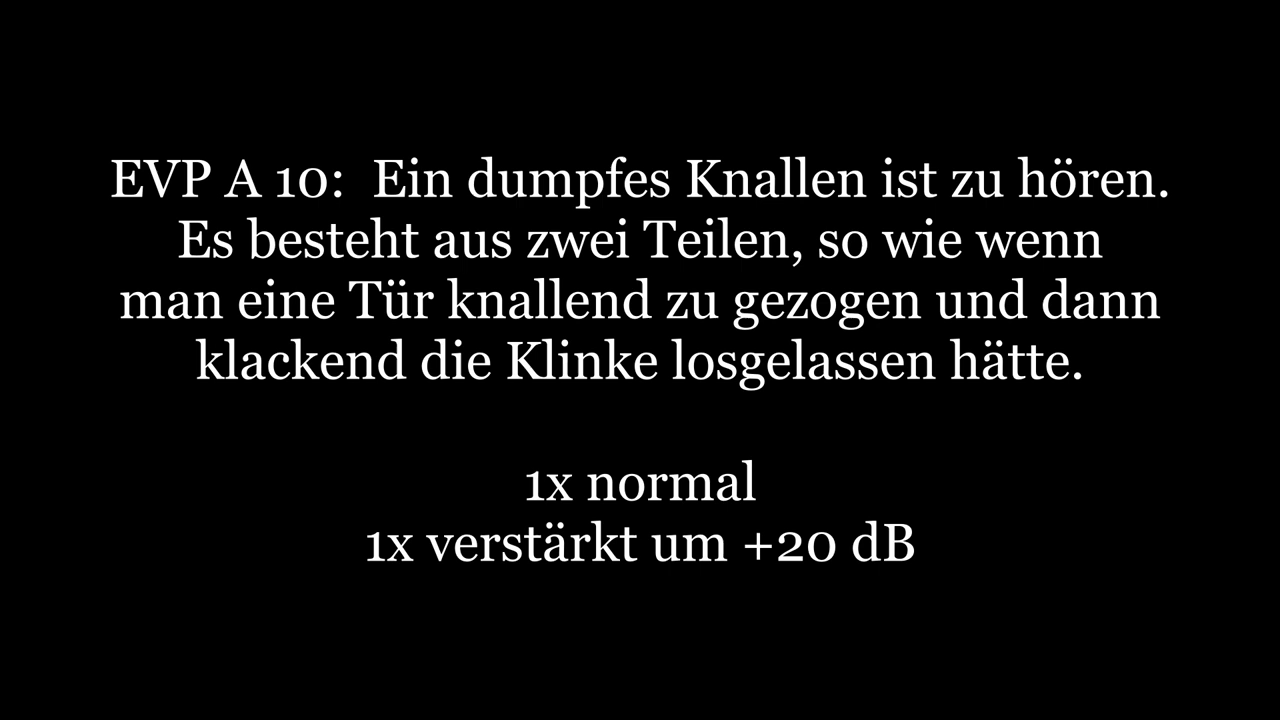 EVP A 10:  Ein dumpfes Knallen ist zu hören.
Es besteht aus zwei Teilen, so wie wenn
man eine Tür knallend zu gezogen und dann
klackend die Klinke losgelassen hätte.
1x normal
1x verstärkt um +20 dB